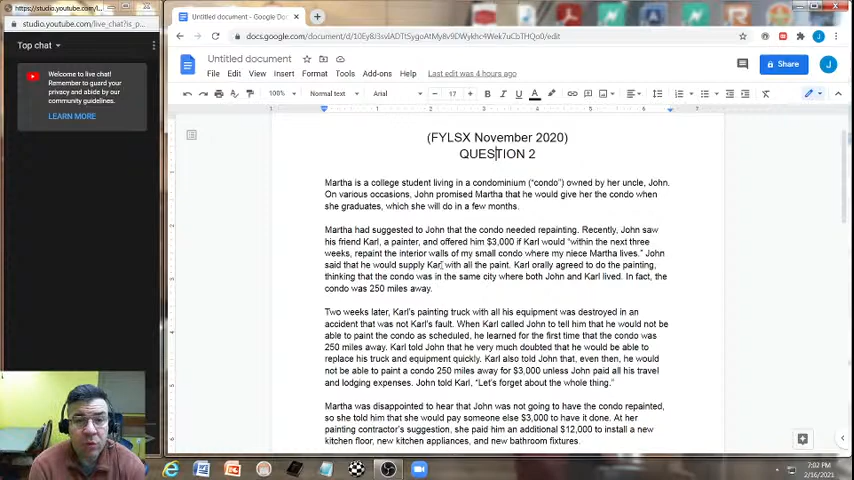 https://studio.youtube.com/live_chat?is_p...
studio.youtube.com/live_chat?is_p...
Top chat
Welcome to live chat!
Remember to guard your
privacy and abide by our
community guidelines.
LEARN MORE
Untitled document - Google Do
docs.google.com/document/d/10Ey8J3svlADTtSygoAtMy8v9DWykhc4Wek7uCbTHQo0/edit
Untitled document
File Edit View Insert Format Tools Add-ons Help Last edit was 4 hours ago
Share
J
100% Normal text Arial 17 B I U A
(FYLSX November 2020)
QUESTION 2
Martha is a college student living in a condominium ("condo") owned by her uncle, John.
On various occasions, John promised Martha that he would give her the condo when
she graduates, which she will do in a few months.
Martha had suggested to John that the condo needed repainting. Recently, John saw
his friend Karl, a painter, and offered him $3,000 if Karl would "within the next three
weeks, repaint the interior walls of my small condo where my niece Martha lives." John
said that he would supply Karl with all the paint. Karl orally agreed to do the painting,
thinking that the condo was in the same city where both John and Karl lived. In fact, the
condo was 250 miles away.
Two weeks later, Karl's painting truck with all his equipment was destroyed in an
accident that was not Karl's fault. When Karl called John to tell him that he would not be
able to paint the condo as scheduled, he learned for the first time that the condo was
250 miles away. Karl told John that he very much doubted that he would be able to
replace his truck and equipment quickly. Karl also told John that, even then, he would
not be able to paint a condo 250 miles away for $3,000 unless John paid all his travel
and lodging expenses. John told Karl, "Let's forget about the whole thing."
Martha was disappointed to hear that John was not going to have the condo repainted,
so she told him that she would pay someone else $3,000 to have it done. At her
painting contractor's suggestion, she paid him an additional $12,000 to install a new
kitchen floor, new kitchen appliances, and new bathroom fixtures.
7:02 PM
2/16/2021